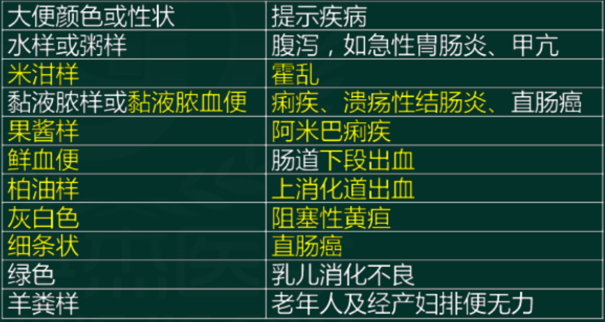 大便颜色或性状 提示疾病
水样或粥样 腹泻，如急性胃肠炎、甲亢
米泔样 霍乱
黏液脓样或黏液脓血便 痢疾、溃疡性结肠炎、直肠癌
果酱样 阿米巴痢疾
鲜血便 肠道下段出血
柏油样 上消化道出血
灰白色 阻塞性黄疸
细条状 直肠癌
绿色 乳儿消化不良
羊粪样 老年人及经产妇排便无力